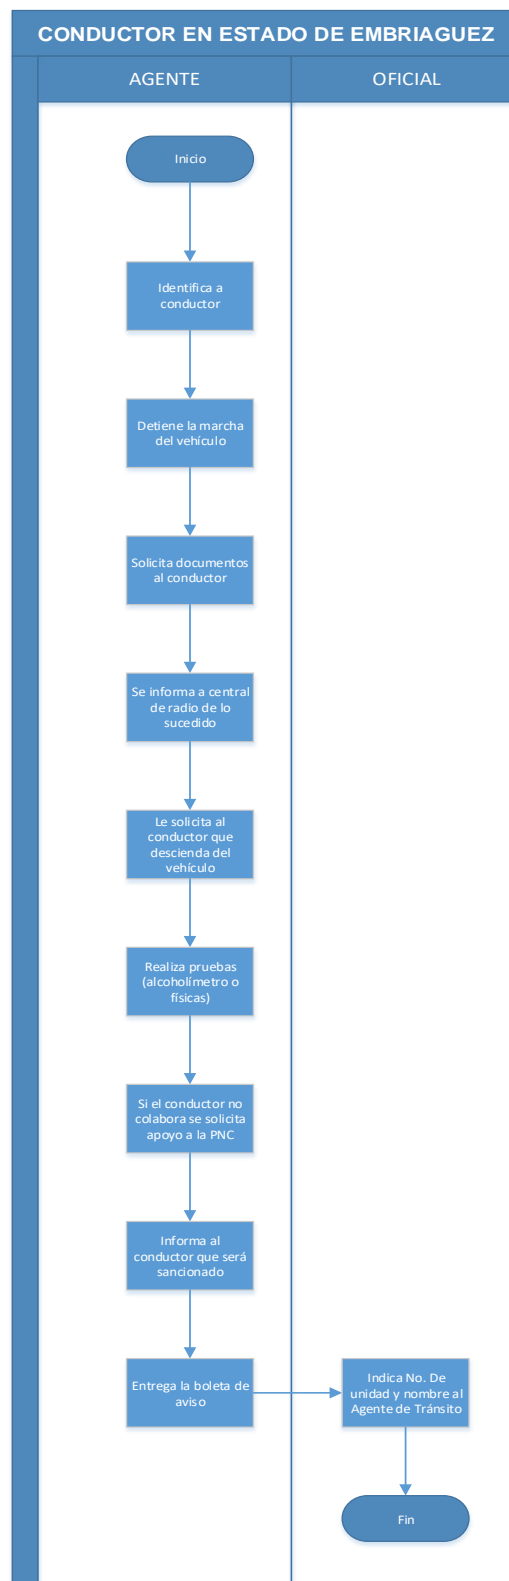 CONDUCTOR EN ESTADO DE EMBRIAGUEZ
AGENTE
OFICIAL
Inicio
Identifica a
conductor
Detiene la marcha
del vehículo
Solicita documentos
al conductor
Se informa a central
de radio de lo
sucedido
Le solicita al
conductor que
descienda del
vehículo
Realiza pruebas
(alcoholímetro o
físicas)
Si el conductor no
colabora se solicita
apoyo a la PNC
Informa al
conductor que será
sancionado
Entrega la boleta de
aviso
Indica No. De
unidad y nombre al
Agente de Tránsito
Fin